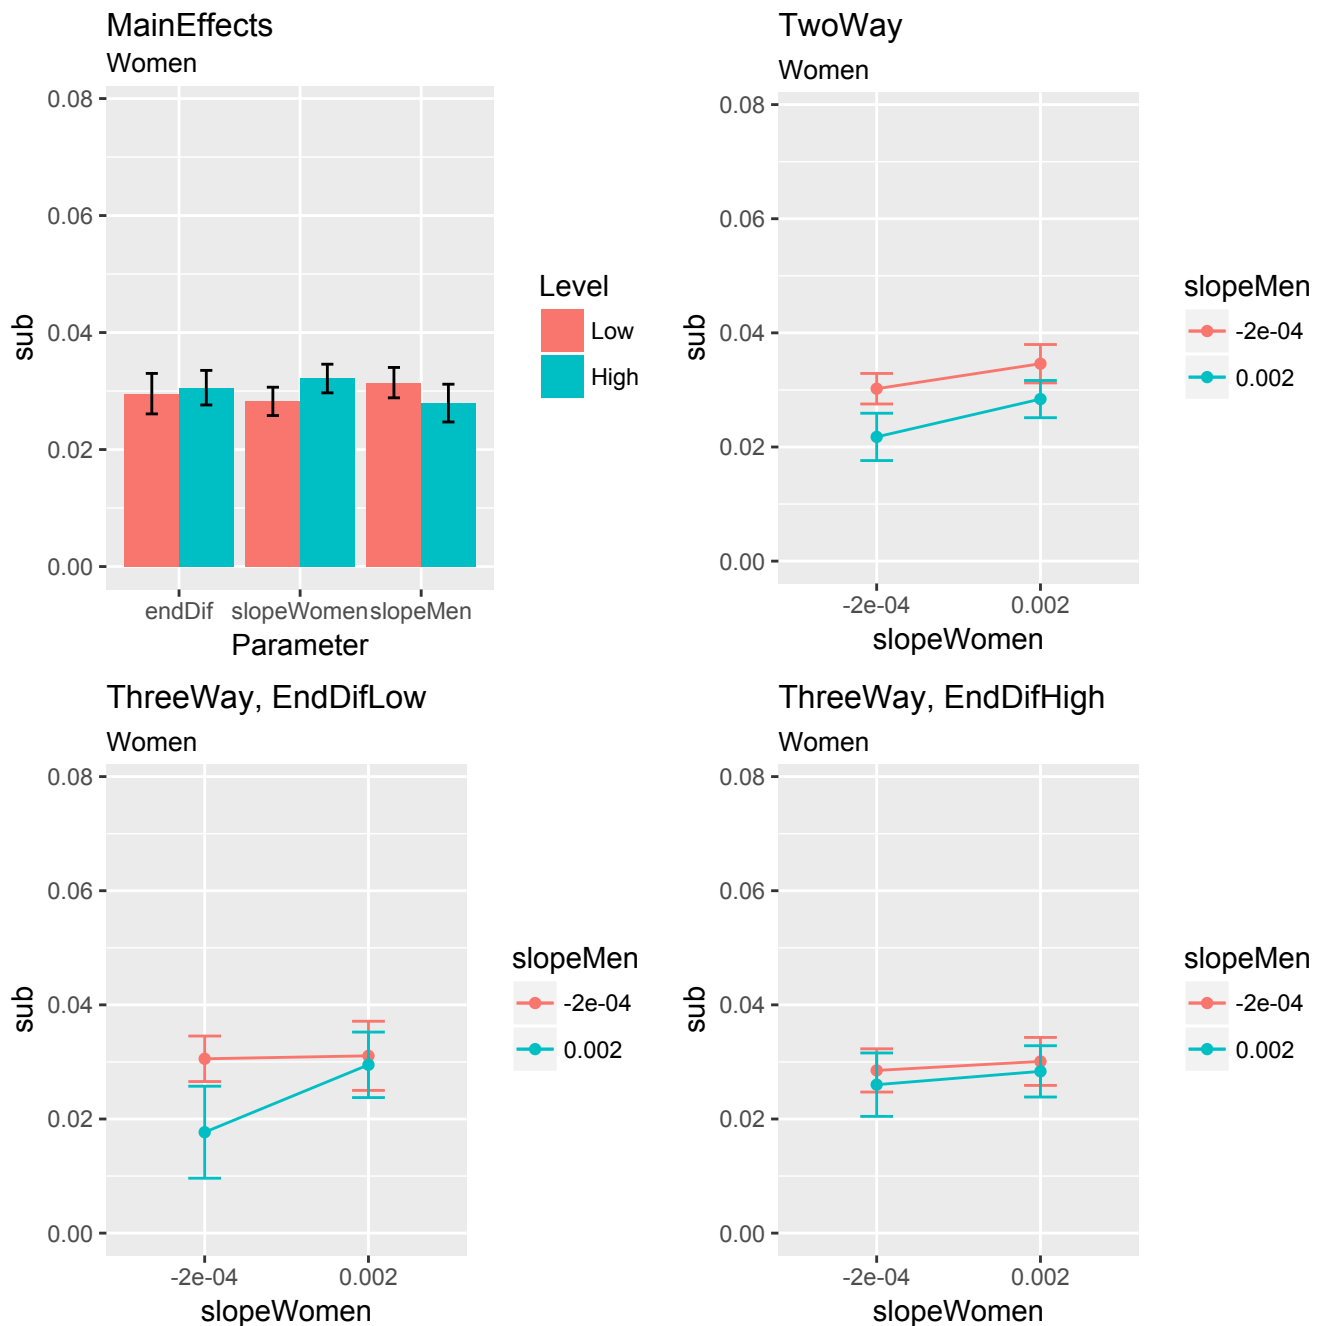 MainEffects
Women
0.08
0.06
0.04
0.02
0.00
sub
endDif slopeWomen slopeMen
Parameter
Level
Low
High
TwoWay
Women
0.08
0.06
0.04
0.02
0.00
sub
-2e-04 0.002
slopeWomen
slopeMen
-2e-04
0.002
ThreeWay, EndDifLow
Women
0.08
0.06
0.04
0.02
0.00
sub
-2e-04 0.002
slopeWomen
slopeMen
-2e-04
0.002
ThreeWay, EndDifHigh
Women
0.08
0.06
0.04
0.02
0.00
sub
-2e-04 0.002
slopeWomen
slopeMen
-2e-04
0.002